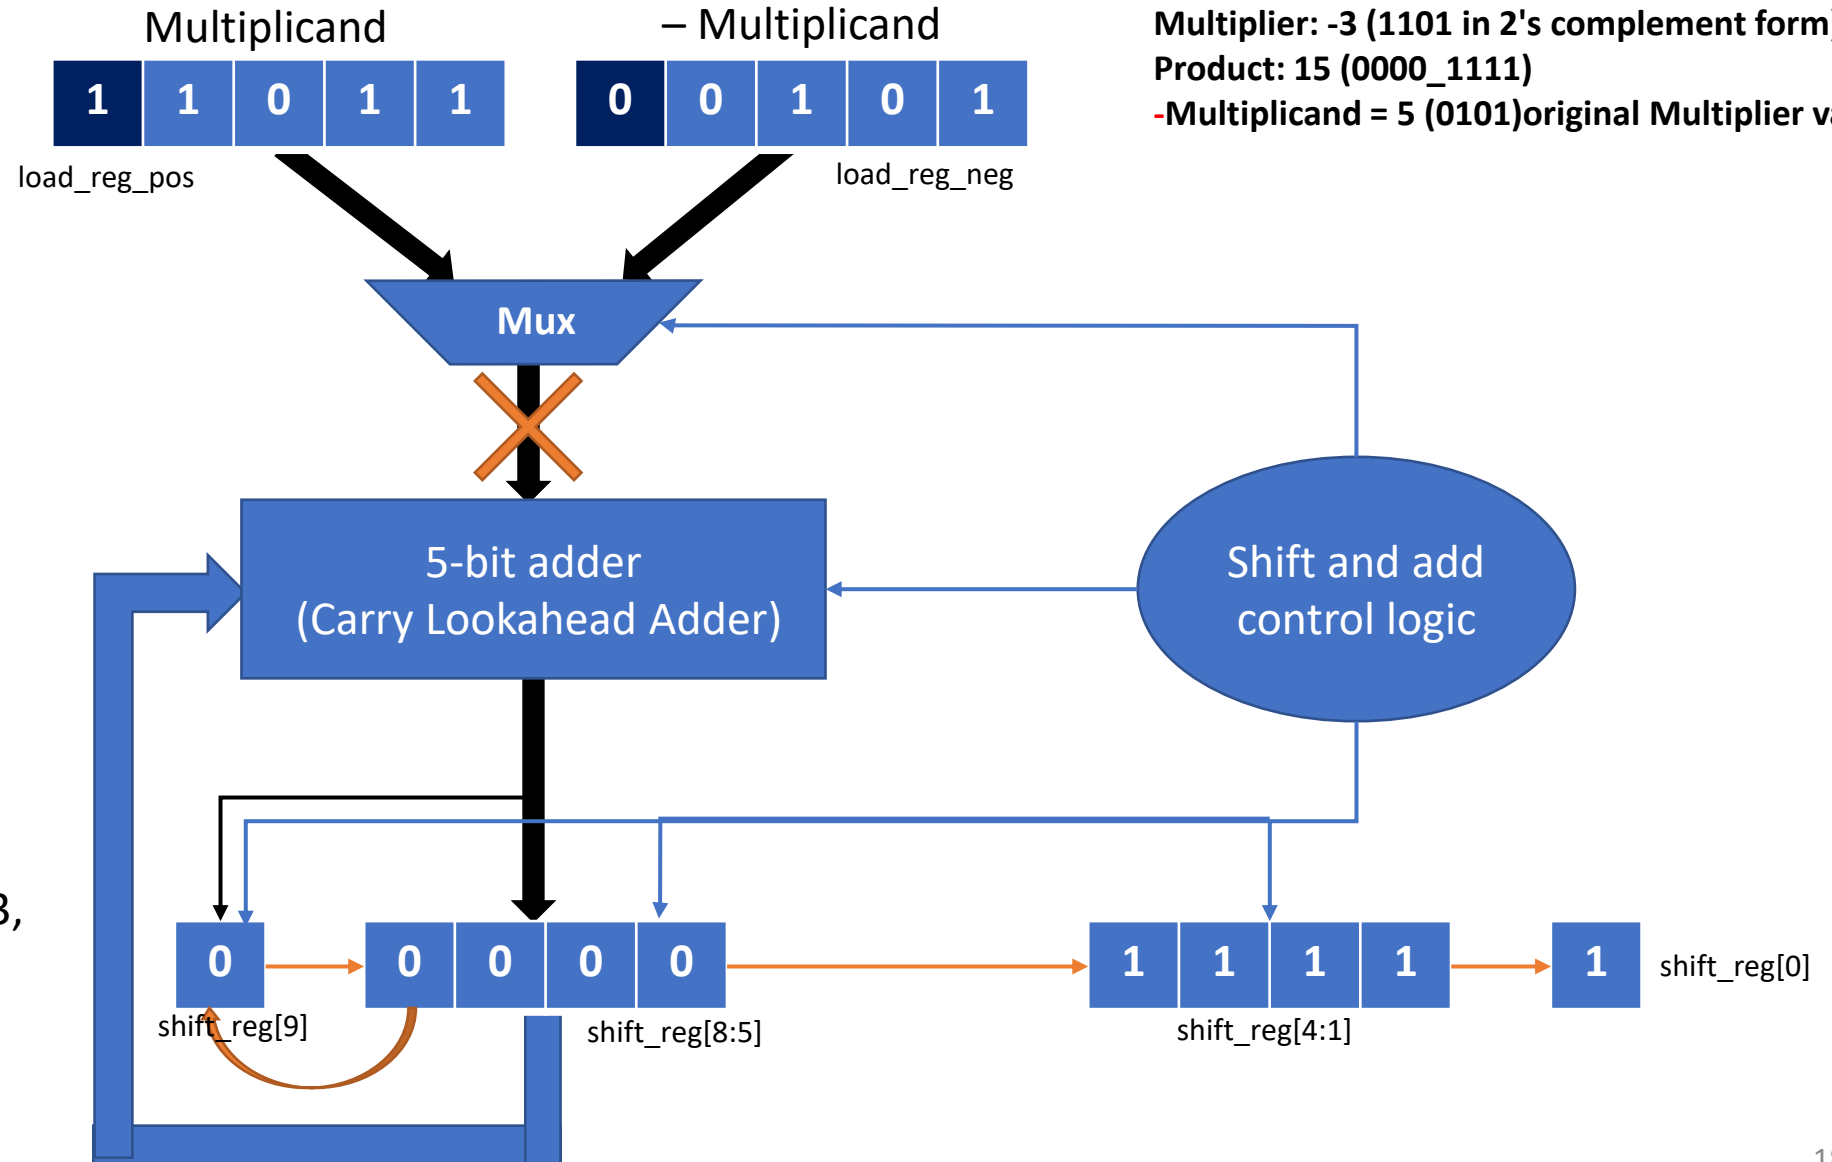 Multiplicand
– Multiplicand
Multiplier: -3 (1101 in 2's complement form)
Product: 15 (0000_1111)
-Multiplicand = 5 (0101)original Multiplier va
1 1 0 1 1
0 0 1 0 1
load_reg_pos
load_reg_neg
Mux
5-bit adder
(Carry Lookahead Adder)
Shift and add
control logic
3,
0
0 0 0 0
1 1 1 1
1
shift_reg[0]
shift_reg[9]
shift_reg[8:5]
shift_reg[4:1]